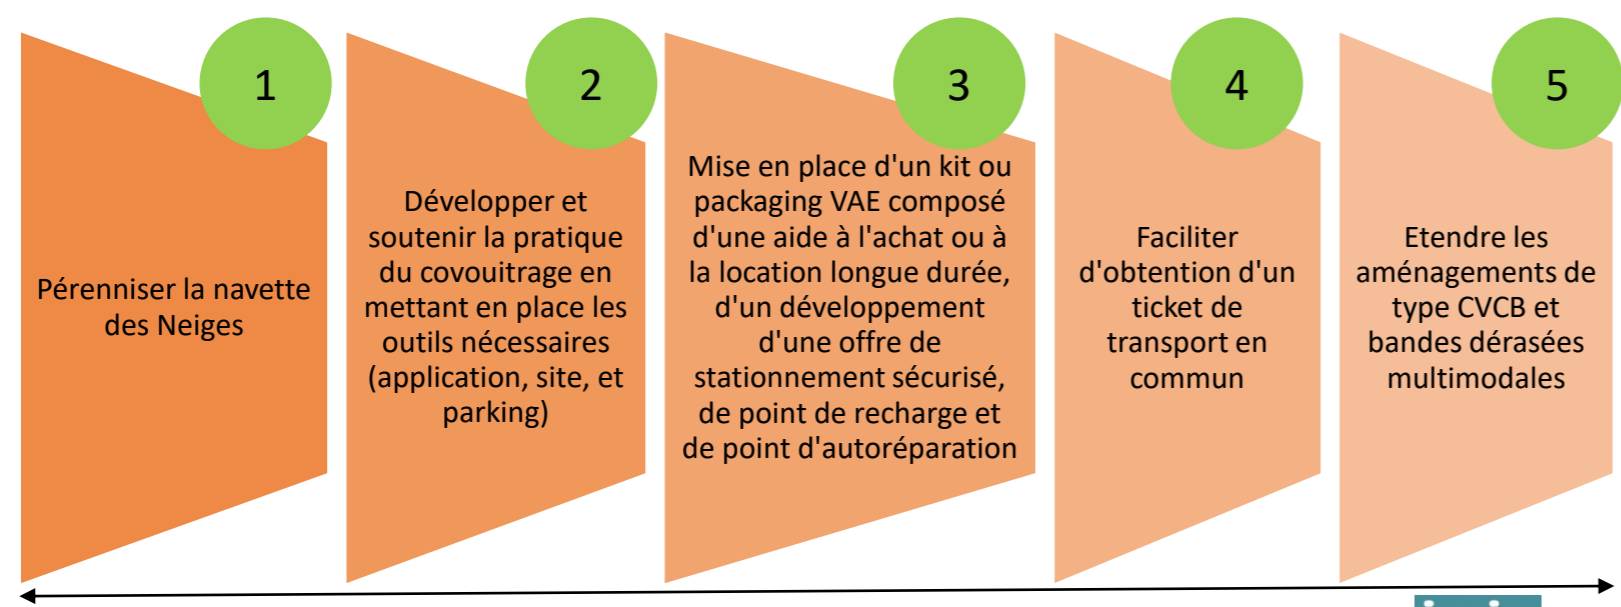 1
Pérenniser la navette
des Neiges
2
Développer et
soutenir la pratique
du covouitrage en
mettant en place les
outils nécessaires
(application, site, et
parking)
3
Mise en place d'un kit ou
packaging VAE composé
d'une aide à l'achat ou à
la location longue durée,
d'un développement
d'une offre de
stationnement sécurisé,
de point de recharge et
de point d'autoréparation
4
Faciliter
d'obtention d'un
ticket de
transport en
commun
5
Etendre les
aménagements de
type CVCB et
bandes dérasées
multimodales